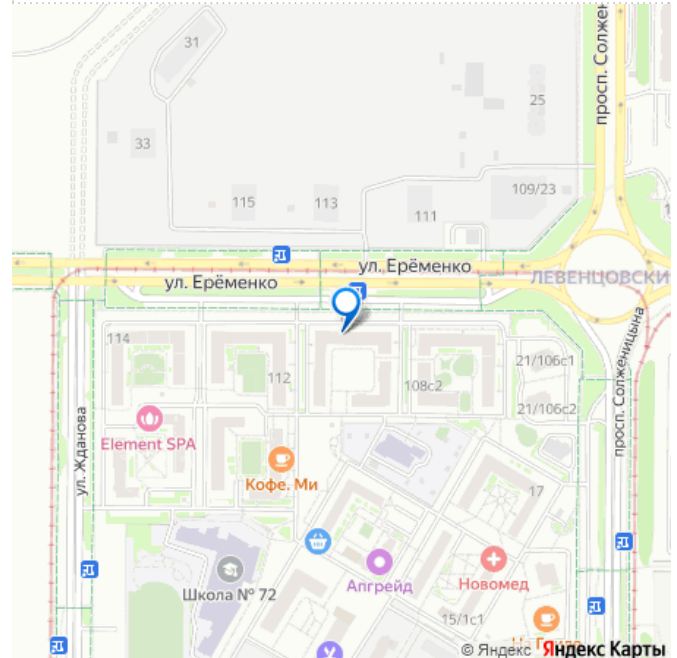 31
просп. Солжен
25
33
109/23
115
113
111
ул. Ерёменко
ул. Ерёменко
ЛЕВЕНЦОВСКИ
114
112
108с2
21/106с1
21/106с2
просп. Солженицына
ул. Жданова
Element SPA
Кофе. Ми
17
Школа № 72
Апгрейд
Новомед
15/1с1
© Яндекс Яндекс Карты